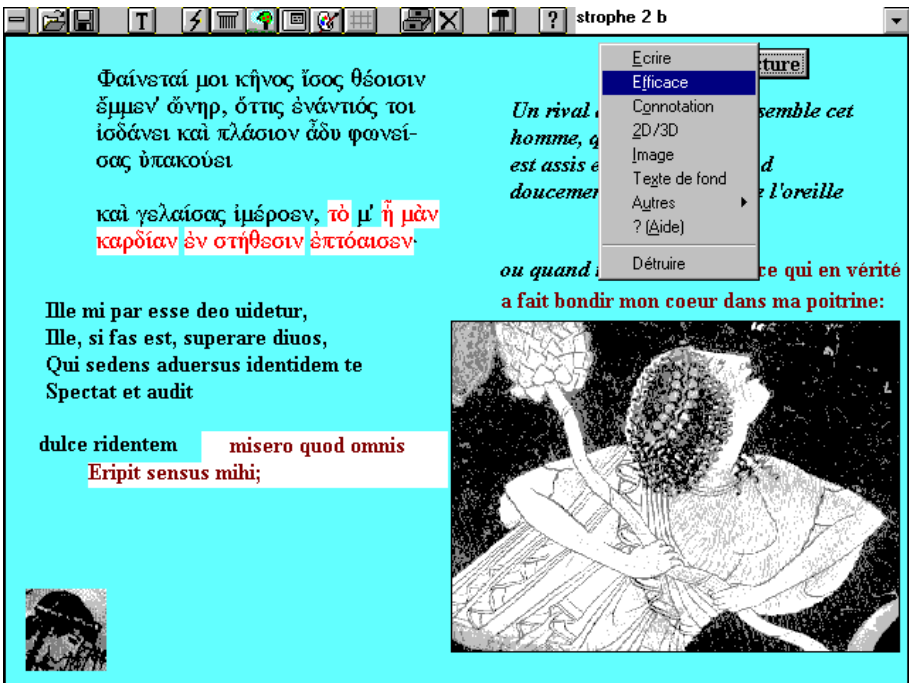 T
?
strophe 2 b
Φαίνεταί μοι κῆνος ἴσος θέοισιν
ἔμμεν' ὤνηρ, ὄττις ἐνάντιός τοι
ἰσδάνει καὶ πλάσιον ἆδυ φωνεί-
σας ὐπακούει
καὶ γελαίσας ἰμέροεν, τὸ μ' ἦ μὰν
καρδίαν ἐν στήθεσιν ἐπτόαισεν·
Ille mi par esse deo uidetur,
Ille, si fas est, superare diuos,
Qui sedens aduersus identidem te
Spectat et audit
dulce ridentem misero quod omnis
Eripit sensus mihi;
Ecrire
Efficace
Connotation
2D/3D
Image
Texte de fond
Autres
? (Aide)
Détruire
Un rival semble cet
homme,
est assis
l'oreille
ou quand ce qui en vérité
a fait bondir mon coeur dans ma poitrine: